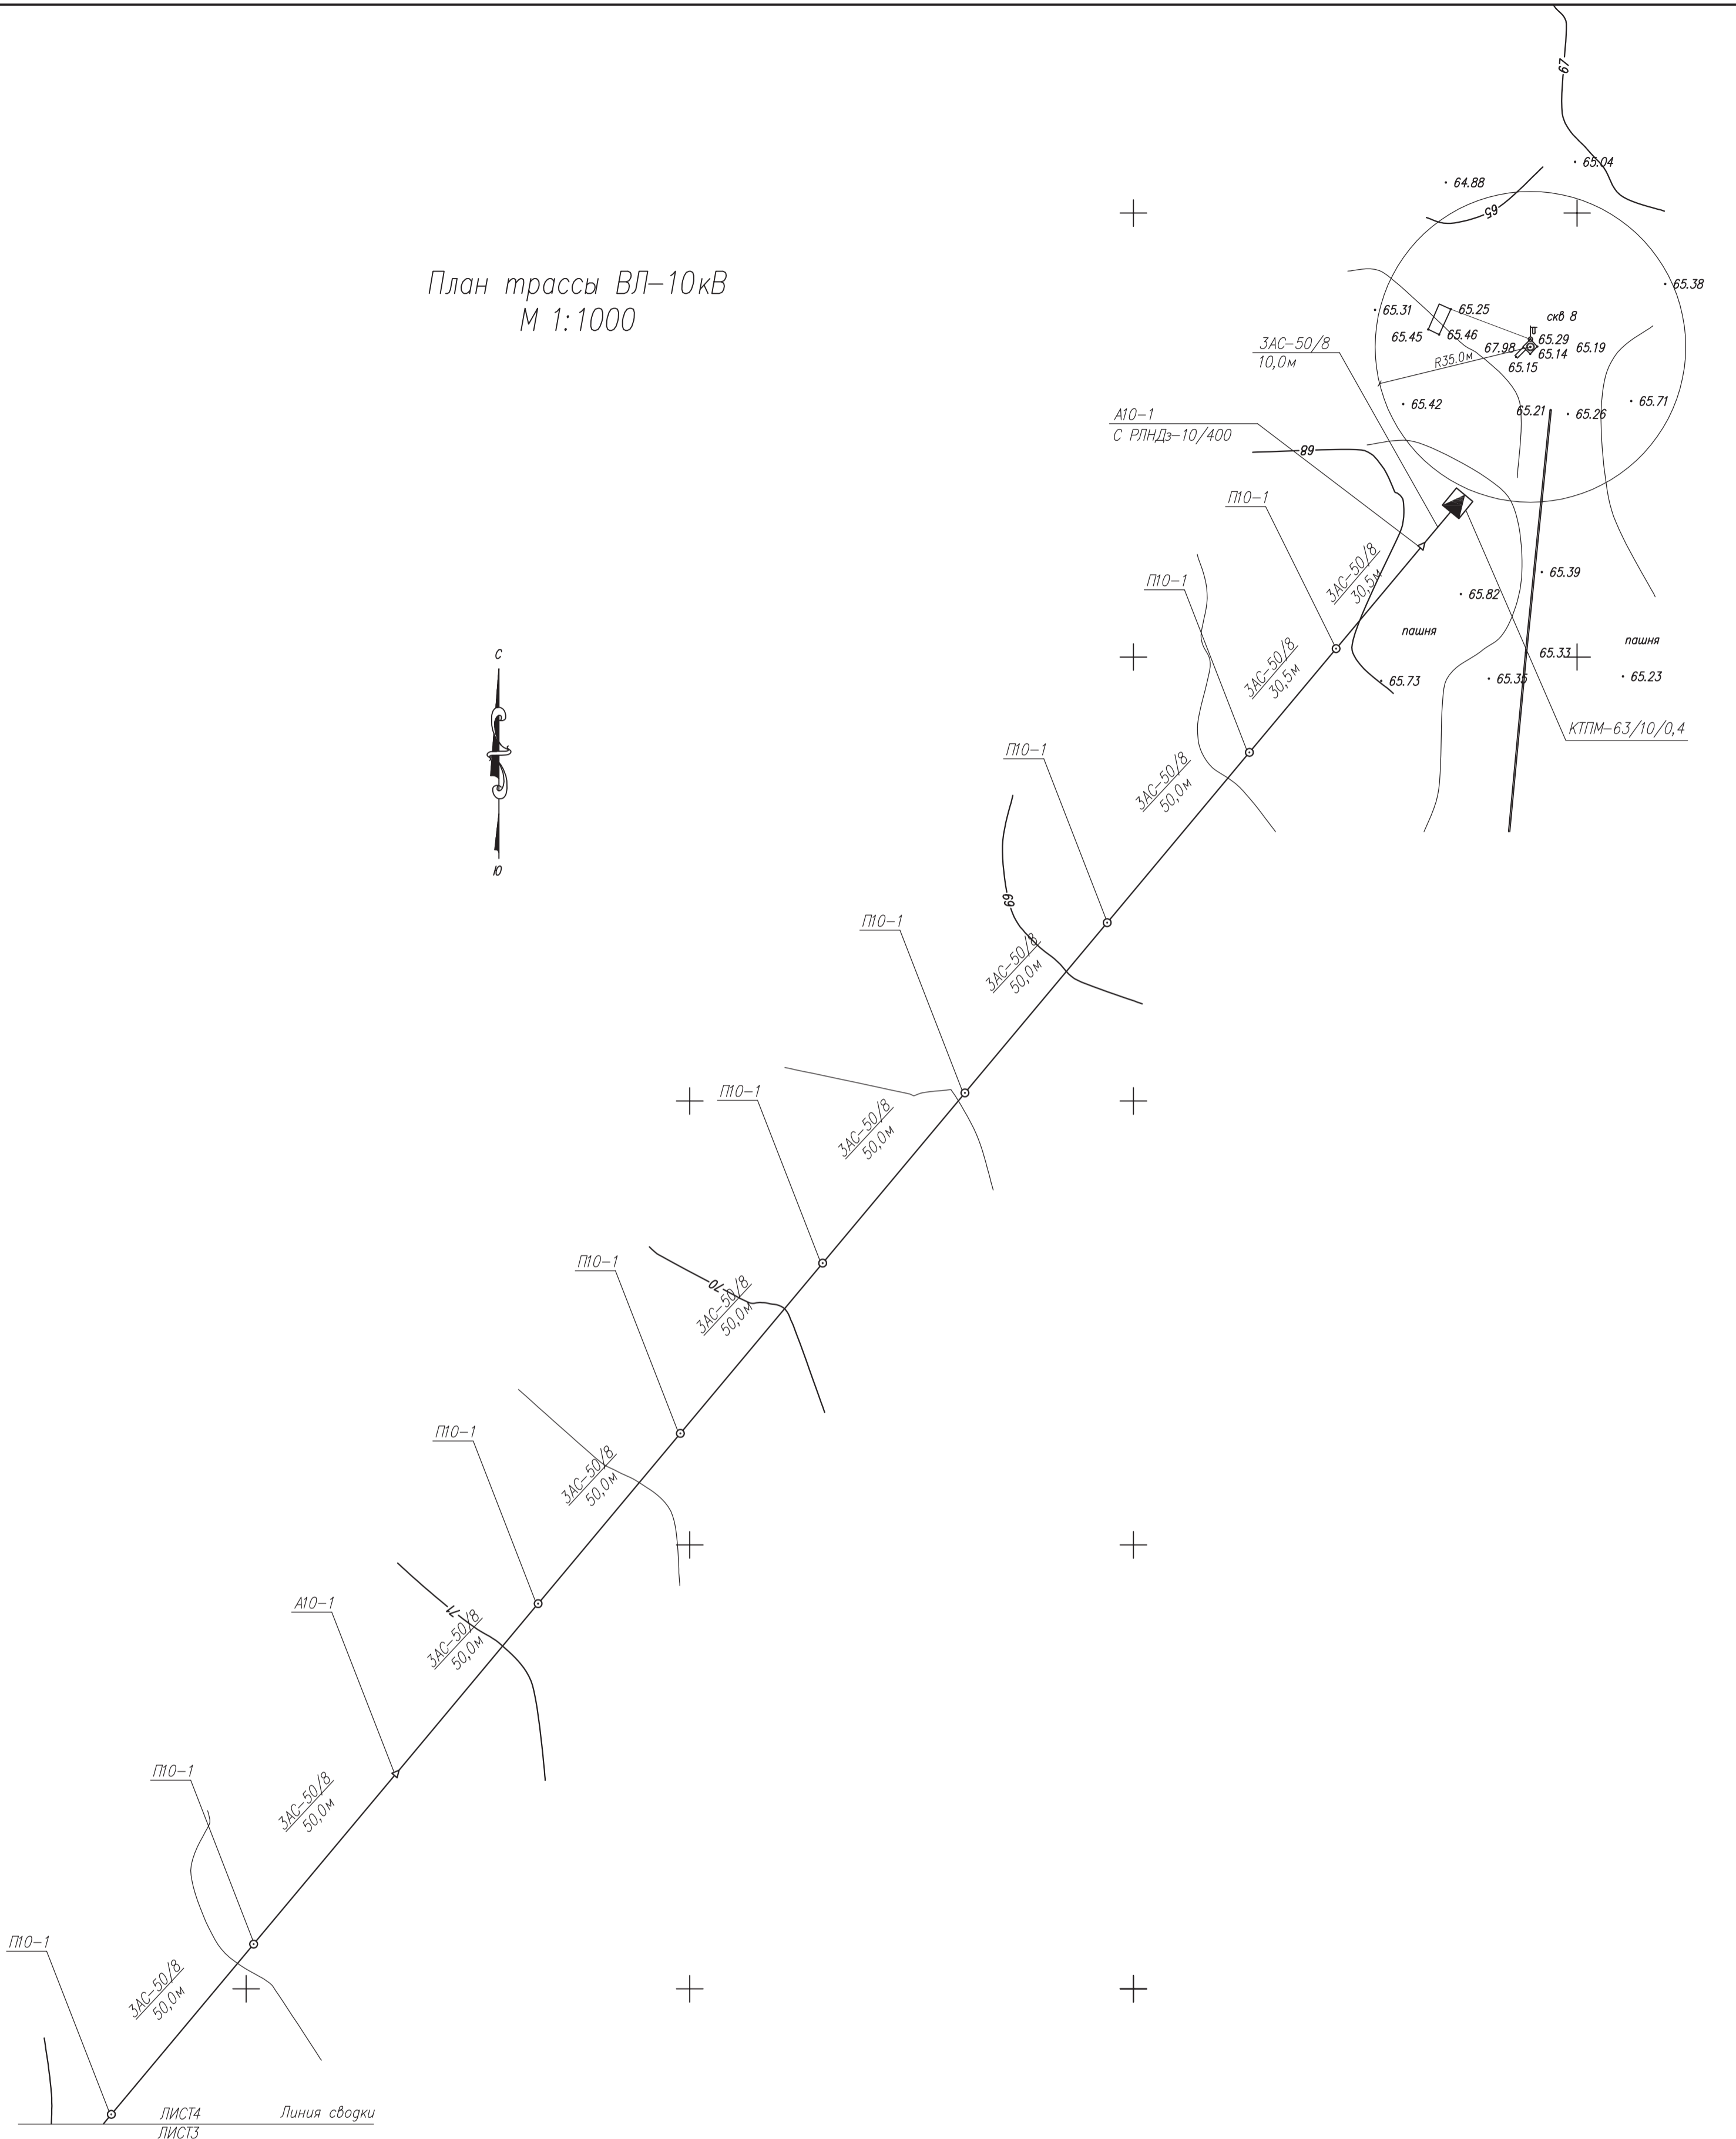 План трассы ВЛ-10кВ
М 1:1000
67
65.04
64.88
65
65.38
65.31
65.25
скв 8
65.45
65.46
65.29
67.98
65.14
65.19
65.15
R35.0м
3АС-50/8
10,0м
65.42
65.71
65.21
65.26
А10-1
С РЛНДз-10/400
68
П10-1
3АС-50/8
30,5м
65.39
65.82
П10-1
пашня
пашня
65.33
3АС-50/8
30,5м
65.73
65.35
65.23
С
Ю
КТПМ-63/10/0,4
П10-1
3АС-50/8
50,0м
69
П10-1
3АС-50/8
50,0м
П10-1
3АС-50/8
50,0м
П10-1
70
3АС-50/8
50,0м
П10-1
3АС-50/8
50,0м
А10-1
71
3АС-50/8
50,0м
П10-1
3АС-50/8
50,0м
П10-1
3АС-50/8
50,0м
ЛИСТ4
Линия сводки
ЛИСТ3